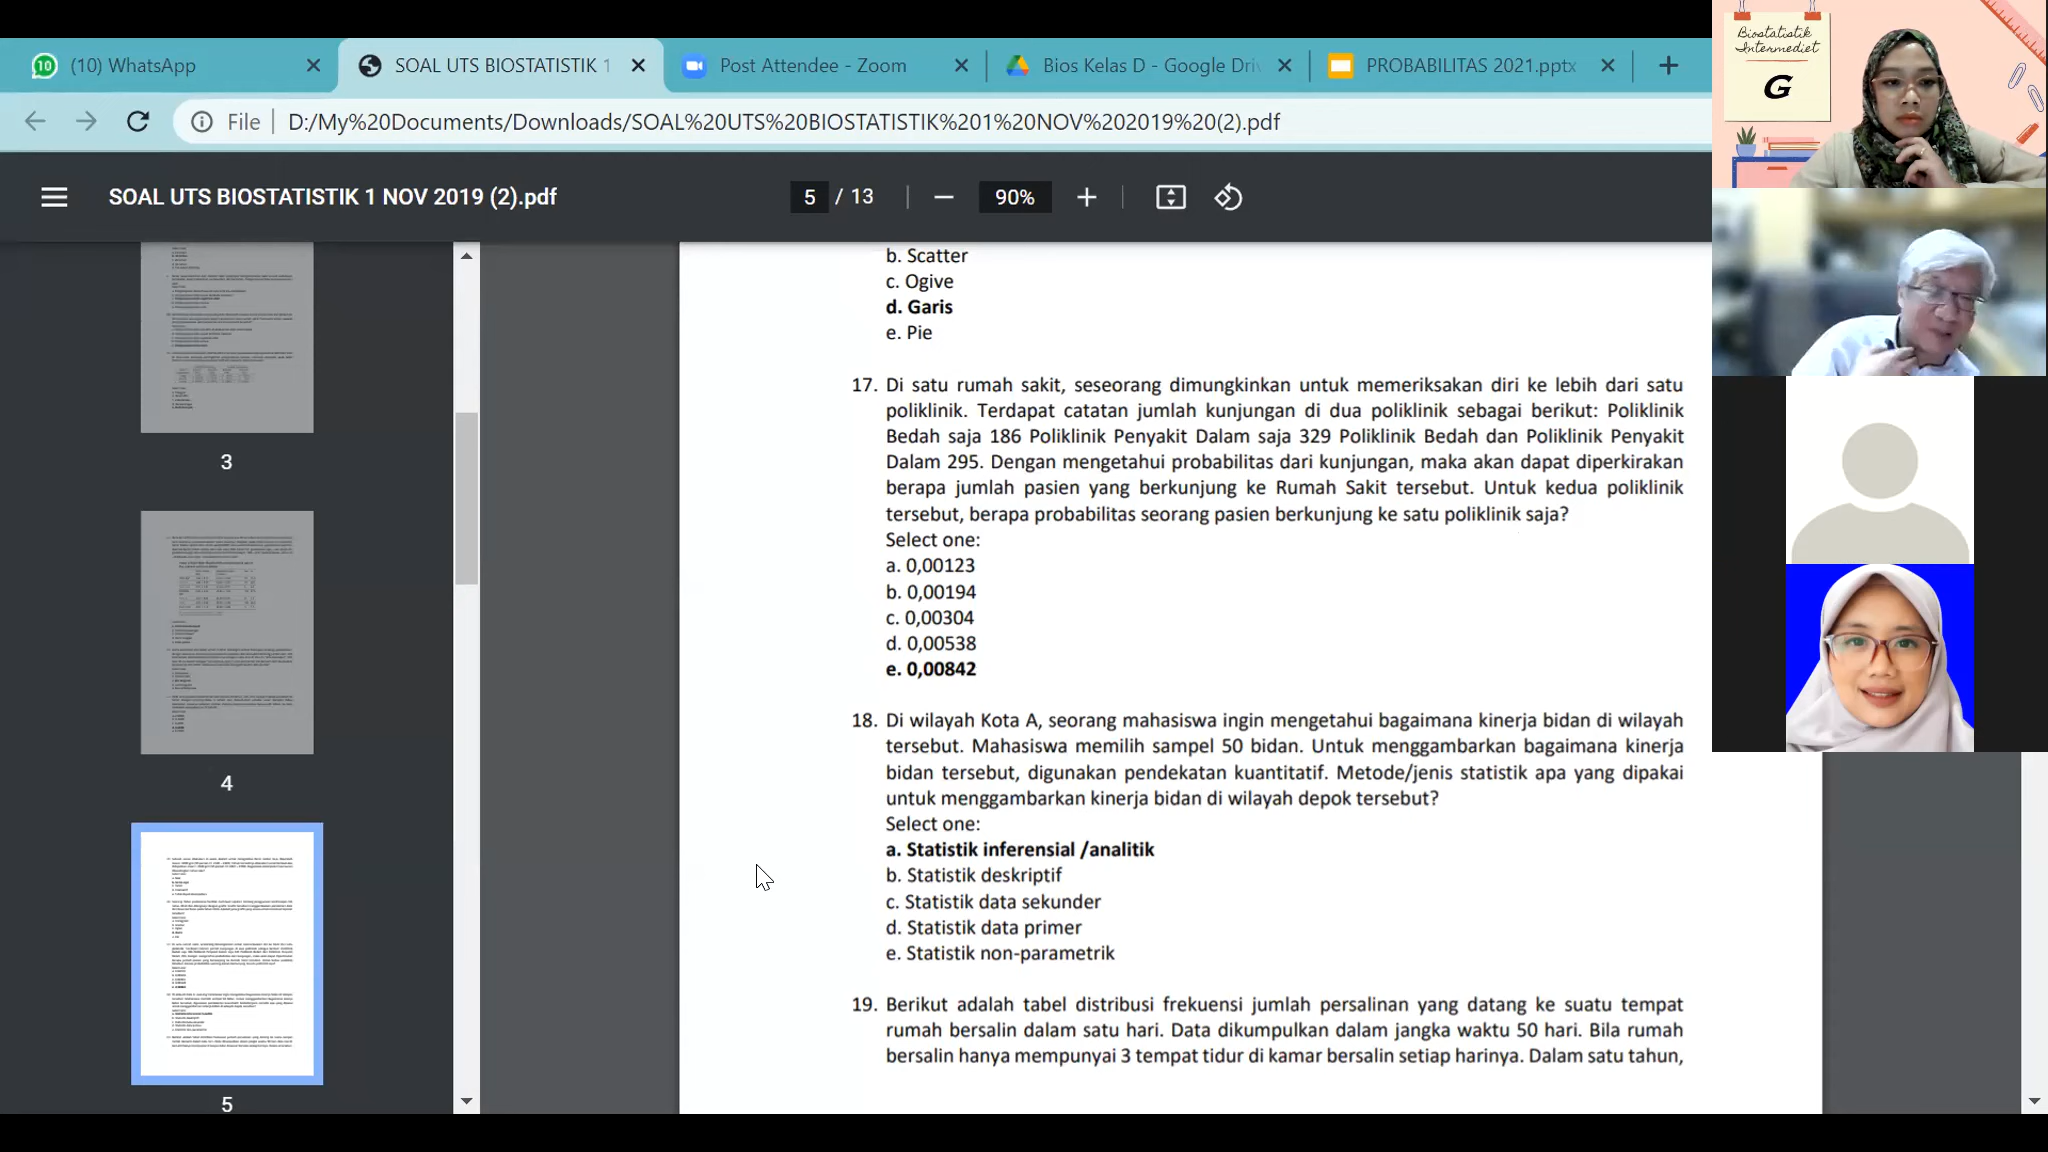 (10) WhatsApp
SOAL UTS BIOSTATISTIK 1
Post Attendee - Zoom
Bios Kelas D - Google Driv
PROBABILITAS 2021.pptx
File
D:/My%20Documents/Downloads/SOAL%20UTS%20BIOSTATISTIK%201%20NOV%202019%20(2).pdf
SOAL UTS BIOSTATISTIK 1 NOV 2019 (2).pdf
5 / 13
90%
Biostatistik
Intermediet
G
3
4
5
b. Scatter
c. Ogive
d. Garis
e. Pie
17. Di satu rumah sakit, seseorang dimungkinkan untuk memeriksakan diri ke lebih dari satu
poliklinik. Terdapat catatan jumlah kunjungan di dua poliklinik sebagai berikut: Poliklinik
Bedah saja 186 Poliklinik Penyakit Dalam saja 329 Poliklinik Bedah dan Poliklinik Penyakit
Dalam 295. Dengan mengetahui probabilitas dari kunjungan, maka akan dapat diperkirakan
berapa jumlah pasien yang berkunjung ke Rumah Sakit tersebut. Untuk kedua poliklinik
tersebut, berapa probabilitas seorang pasien berkunjung ke satu poliklinik saja?
Select one:
a. 0,00123
b. 0,00194
c. 0,00304
d. 0,00538
e. 0,00842
18. Di wilayah Kota A, seorang mahasiswa ingin mengetahui bagaimana kinerja bidan di wilayah
tersebut. Mahasiswa memilih sampel 50 bidan. Untuk menggambarkan bagaimana kinerja
bidan tersebut, digunakan pendekatan kuantitatif. Metode/jenis statistik apa yang dipakai
untuk menggambarkan kinerja bidan di wilayah depok tersebut?
Select one:
a. Statistik inferensial /analitik
b. Statistik deskriptif
c. Statistik data sekunder
d. Statistik data primer
e. Statistik non-parametrik
19. Berikut adalah tabel distribusi frekuensi jumlah persalinan yang datang ke suatu tempat
rumah bersalin dalam satu hari. Data dikumpulkan dalam jangka waktu 50 hari. Bila rumah
bersalin hanya mempunyai 3 tempat tidur di kamar bersalin setiap harinya. Dalam satu tahun,